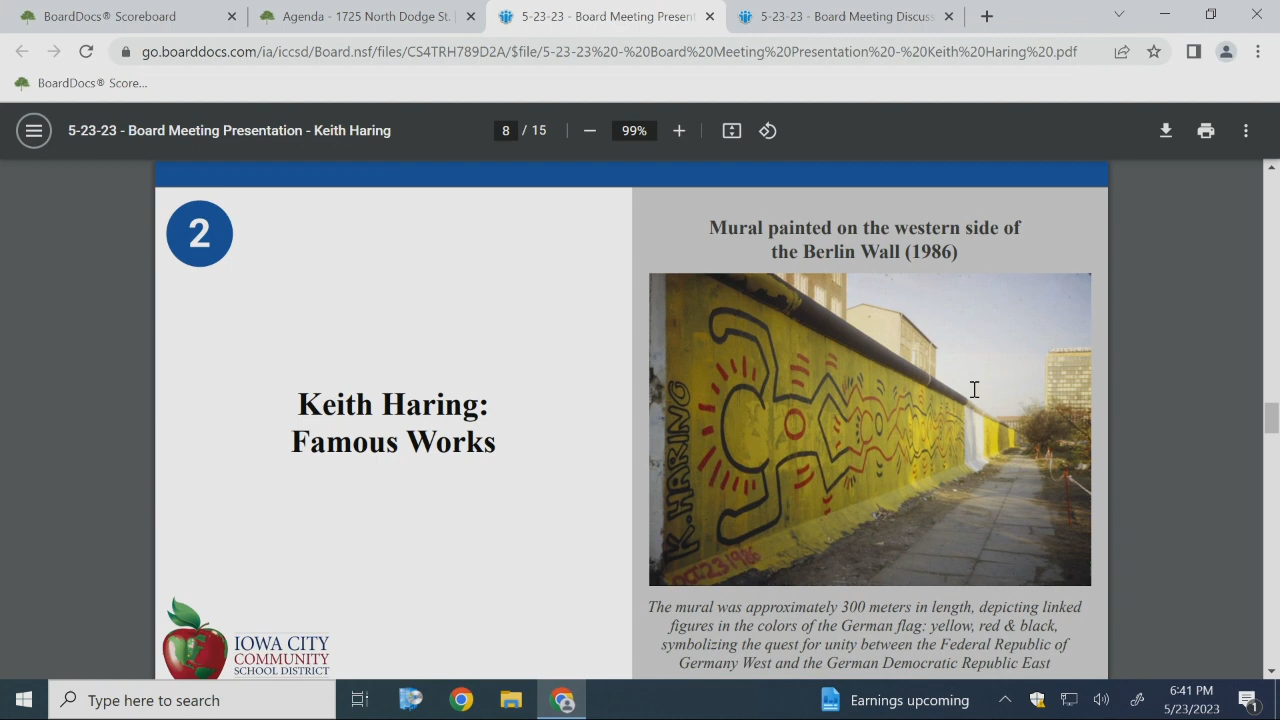 BoardDocs® Scoreboard
Agenda - 1725 North Dodge St.
5-23-23 - Board Meeting Present
5-23-23 - Board Meeting Discuss
go.boarddocs.com/ia/iccsd/Board.nsf/files/CS4TRH789D2A/$file/5-23-23%20-%20Board%20Meeting%20Presentation%20-%20Keith%20Haring%20.pdf
BoardDocs® Score...
5-23-23 - Board Meeting Presentation - Keith Haring
8 / 15
99%
2
Keith Haring:
Famous Works
IOWA CITY
COMMUNITY
SCHOOL DISTRICT
Mural painted on the western side of
the Berlin Wall (1986)
K.HARING
OCT 23 1986
The mural was approximately 300 meters in length, depicting linked
figures in the colors of the German flag: yellow, red & black,
symbolizing the quest for unity between the Federal Republic of
Germany West and the German Democratic Republic East
Type here to search
Earnings upcoming
6:41 PM
5/23/2023
1